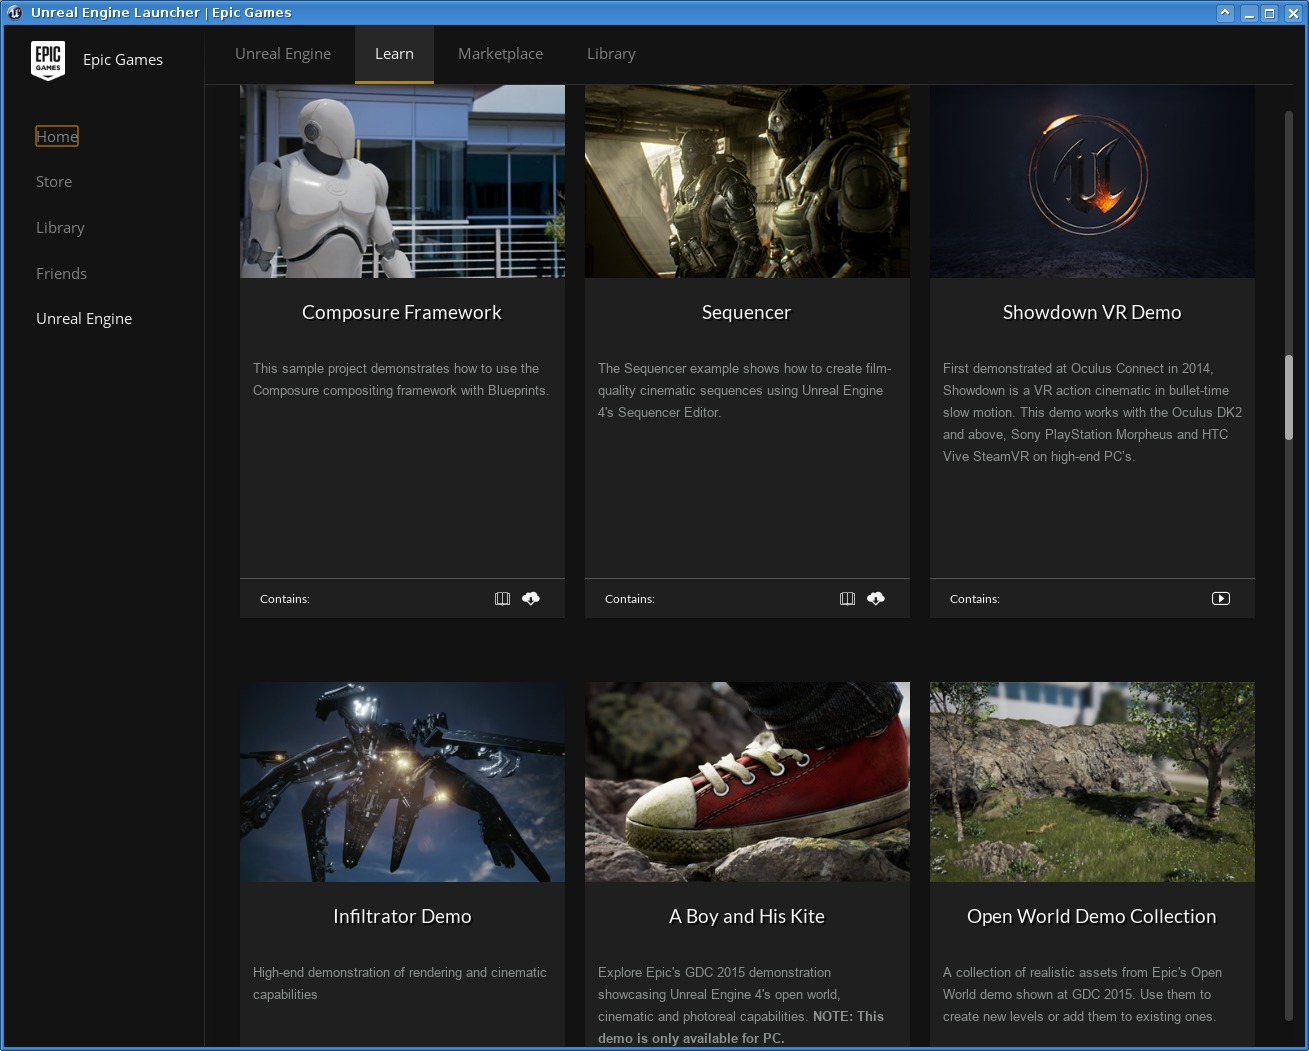 Unreal Engine Launcher | Epic Games
EPIC
GAMES
Epic Games
Unreal Engine
Learn
Marketplace
Library
Home
Store
Library
Friends
Unreal Engine
Composure Framework
This sample project demonstrates how to use the
Composure compositing framework with Blueprints.
Contains:
Sequencer
The Sequencer example shows how to create film-
quality cinematic sequences using Unreal Engine
4's Sequencer Editor.
Contains:
Showdown VR Demo
First demonstrated at Oculus Connect in 2014,
Showdown is a VR action cinematic in bullet-time
slow motion. This demo works with the Oculus DK2
and above, Sony PlayStation Morpheus and HTC
Vive SteamVR on high-end PC's.
Contains:
Infiltrator Demo
High-end demonstration of rendering and cinematic
capabilities
A Boy and His Kite
Explore Epic's GDC 2015 demonstration
showcasing Unreal Engine 4's open world,
cinematic and photoreal capabilities. NOTE: This
demo is only available for PC.
Open World Demo Collection
A collection of realistic assets from Epic's Open
World demo shown at GDC 2015. Use them to
create new levels or add them to existing ones.